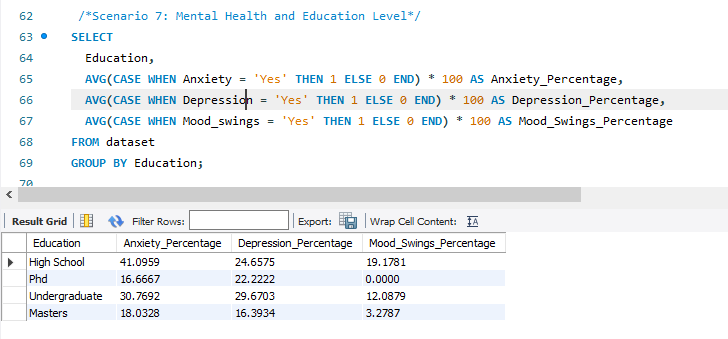 62 /*Scenario 7: Mental Health and Education Level*/
63 SELECT
64 Education,
65 AVG(CASE WHEN Anxiety = 'Yes' THEN 1 ELSE 0 END) * 100 AS Anxiety_Percentage,
66 AVG(CASE WHEN Depression = 'Yes' THEN 1 ELSE 0 END) * 100 AS Depression_Percentage,
67 AVG(CASE WHEN Mood_swings = 'Yes' THEN 1 ELSE 0 END) * 100 AS Mood_Swings_Percentage
68 FROM dataset
69 GROUP BY Education;
70
Result Grid Filter Rows: Export: Wrap Cell Content:
Education Anxiety_Percentage Depression_Percentage Mood_Swings_Percentage
High School 41.0959 24.6575 19.1781
Phd 16.6667 22.2222 0.0000
Undergraduate 30.7692 29.6703 12.0879
Masters 18.0328 16.3934 3.2787